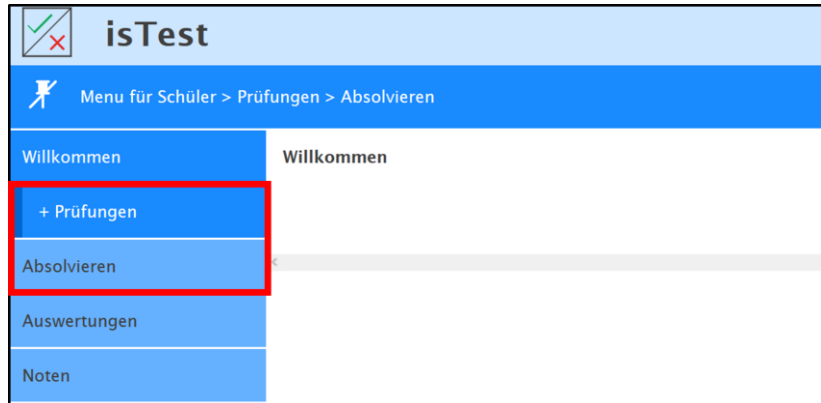 isTest
Menu für Schüler > Prüfungen > Absolvieren
Willkommen
Willkommen
+ Prüfungen
Absolvieren
Auswertungen
Noten